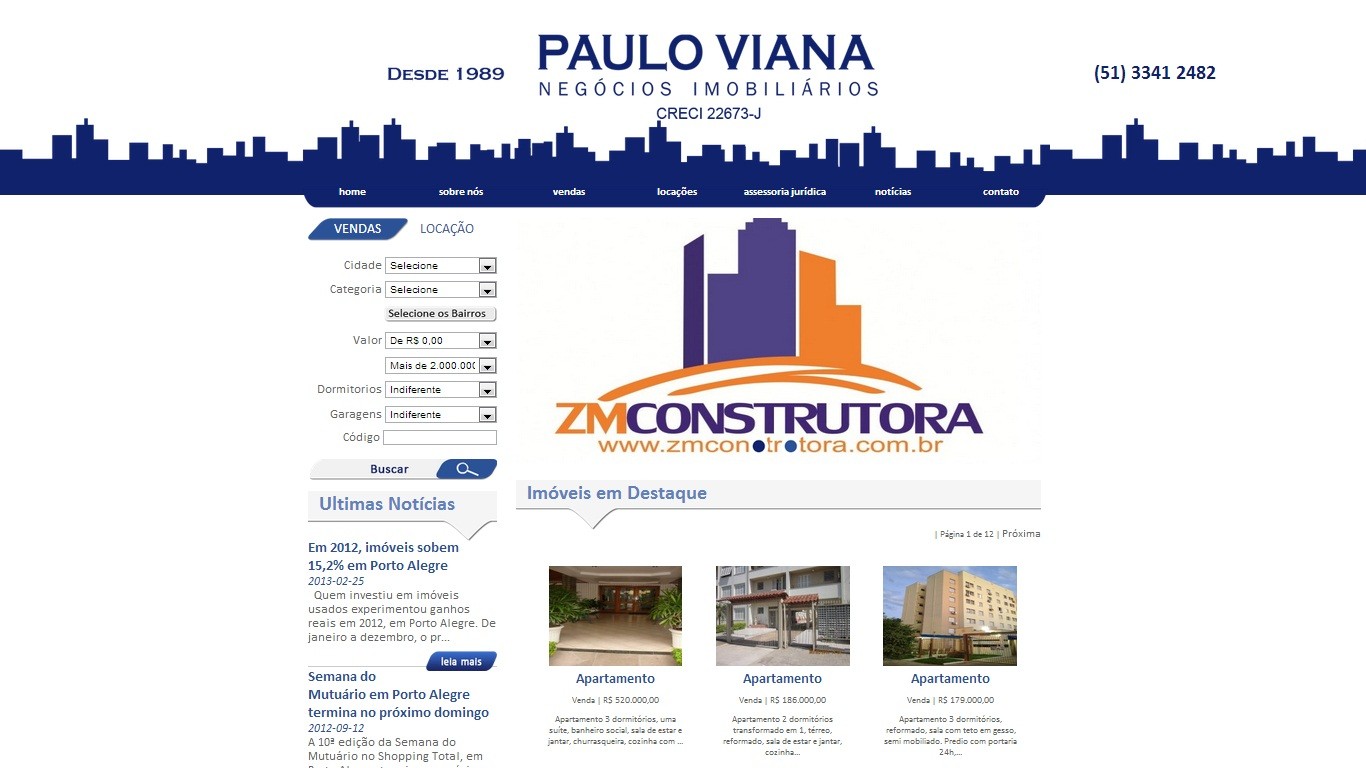 Desde 1989
PAULO VIANA
NEGÓCIOS IMOBILIÁRIOS
CRECI 22673-J
(51) 3341 2482
home
sobre nós
vendas
locações
assessoria jurídica
notícias
contato
VENDAS
LOCAÇÃO
Cidade
Selecione
Categoria
Selecione
Selecione os Bairros
Valor
De R$ 0,00
Mais de 2.000.000
Dormitorios
Indiferente
Garagens
Indiferente
Código
Buscar
Ultimas Notícias
Em 2012, imóveis sobem
15,2% em Porto Alegre
2013-02-25
Quem investiu em imóveis
usados experimentou ganhos
reais em 2012, em Porto Alegre. De
janeiro a dezembro, o pr...
leia mais
Semana do
Mutuário em Porto Alegre
termina no próximo domingo
2012-09-12
A 10ª edição da Semana do
Mutuário no Shopping Total, em
ZMCONSTRUTORA
Imóveis em Destaque
| Página 1 de 12 | Próxima
Apartamento
Venda | R$ 520.000,00
Apartamento 3 dormitórios, uma
suíte, banheiro social, sala de estar e
jantar, churrasqueira, cozinha com ...
Apartamento
Venda | R$ 186.000,00
Apartamento 2 dormitórios
transformado em 1, térreo,
reformado, sala de estar e jantar,
cozinha...
Apartamento
Venda | R$ 179.000,00
Apartamento 3 dormitórios,
reformado, sala com teto em gesso,
semi mobiliado. Predio com portaria
24h,...